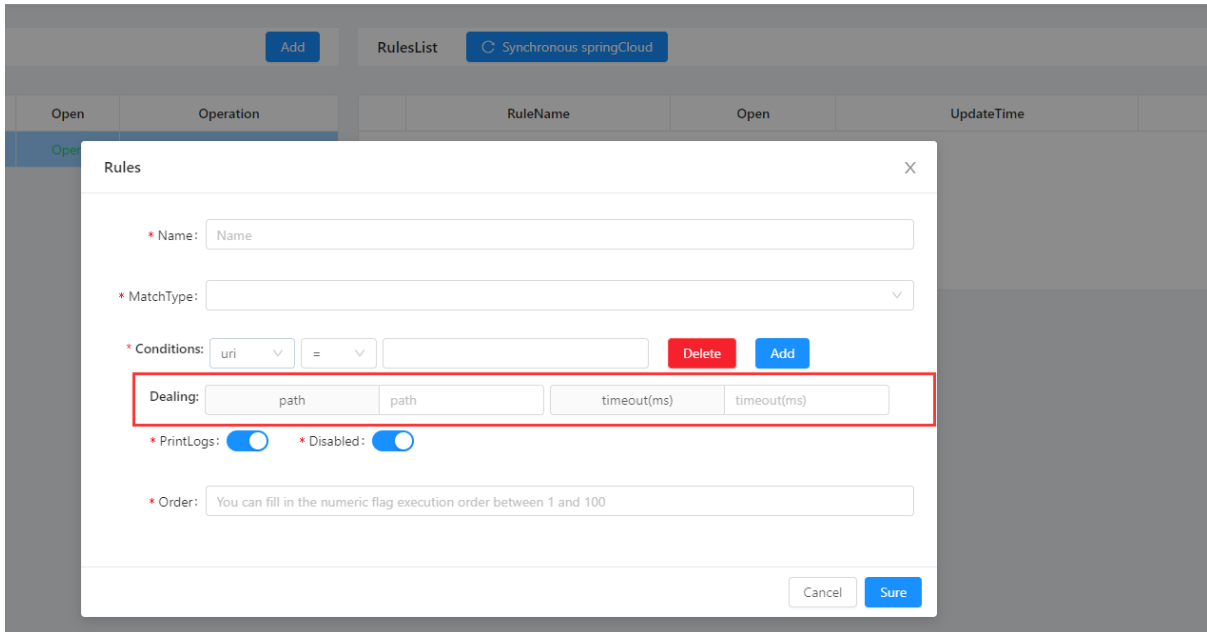 Add RulesList Synchronous springCloud
Open Operation RuleName Open UpdateTime
Open
Rules
* Name: Name
* MatchType:
* Conditions: uri = Delete Add
Dealing: path path timeout(ms) timeout(ms)
* PrintLogs: * Disabled:
* Order: You can fill in the numeric flag execution order between 1 and 100
Cancel Sure